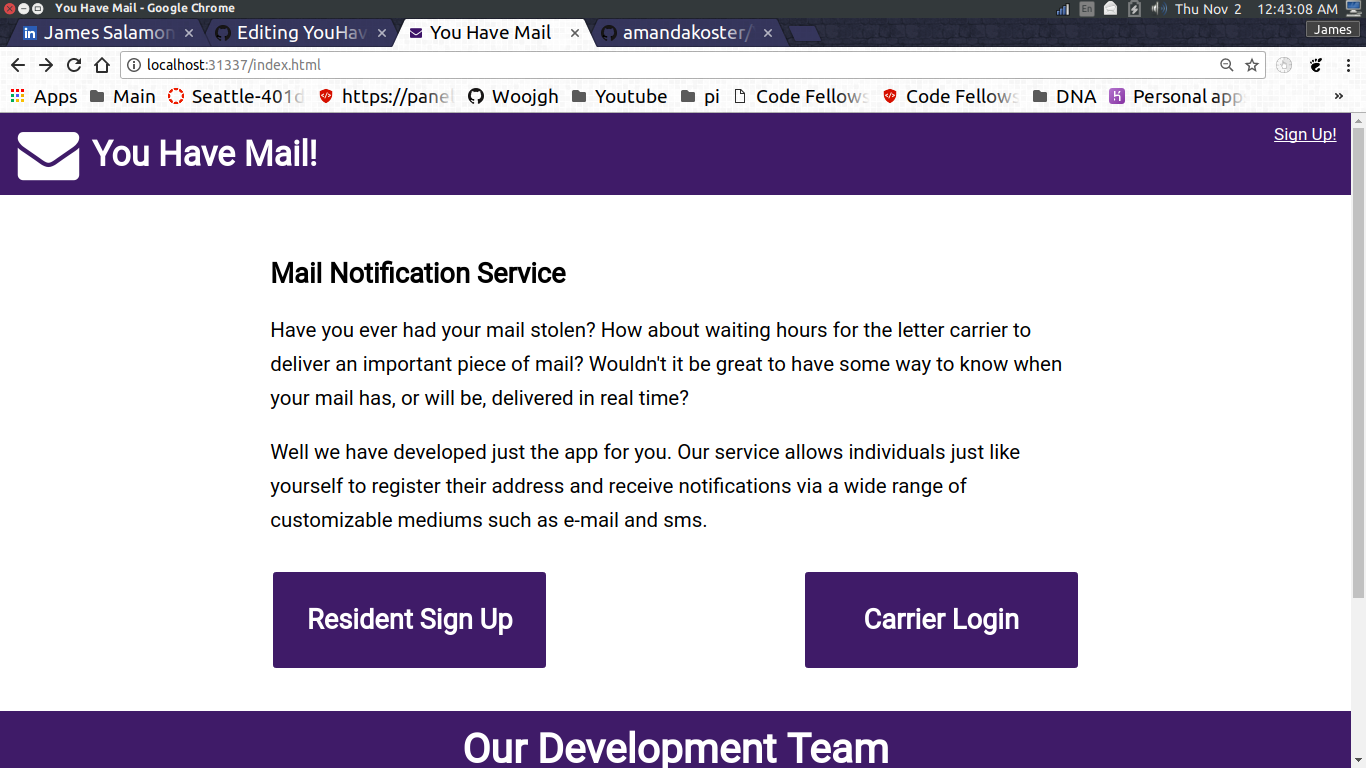 You Have Mail - Google Chrome
En
Thu Nov 2 12:43:08 AM
James Salamon
Editing YouHav
You Have Mail
amandakoster/
James
localhost:31337/index.html
Apps Main Seattle-401d https://panel Woojgh Youtube pi Code Fellows Code Fellows DNA Personal app »
You Have Mail!
Sign Up!
Mail Notification Service
Have you ever had your mail stolen? How about waiting hours for the letter carrier to
deliver an important piece of mail? Wouldn't it be great to have some way to know when
your mail has, or will be, delivered in real time?
Well we have developed just the app for you. Our service allows individuals just like
yourself to register their address and receive notifications via a wide range of
customizable mediums such as e-mail and sms.
Resident Sign Up
Carrier Login
Our Development Team